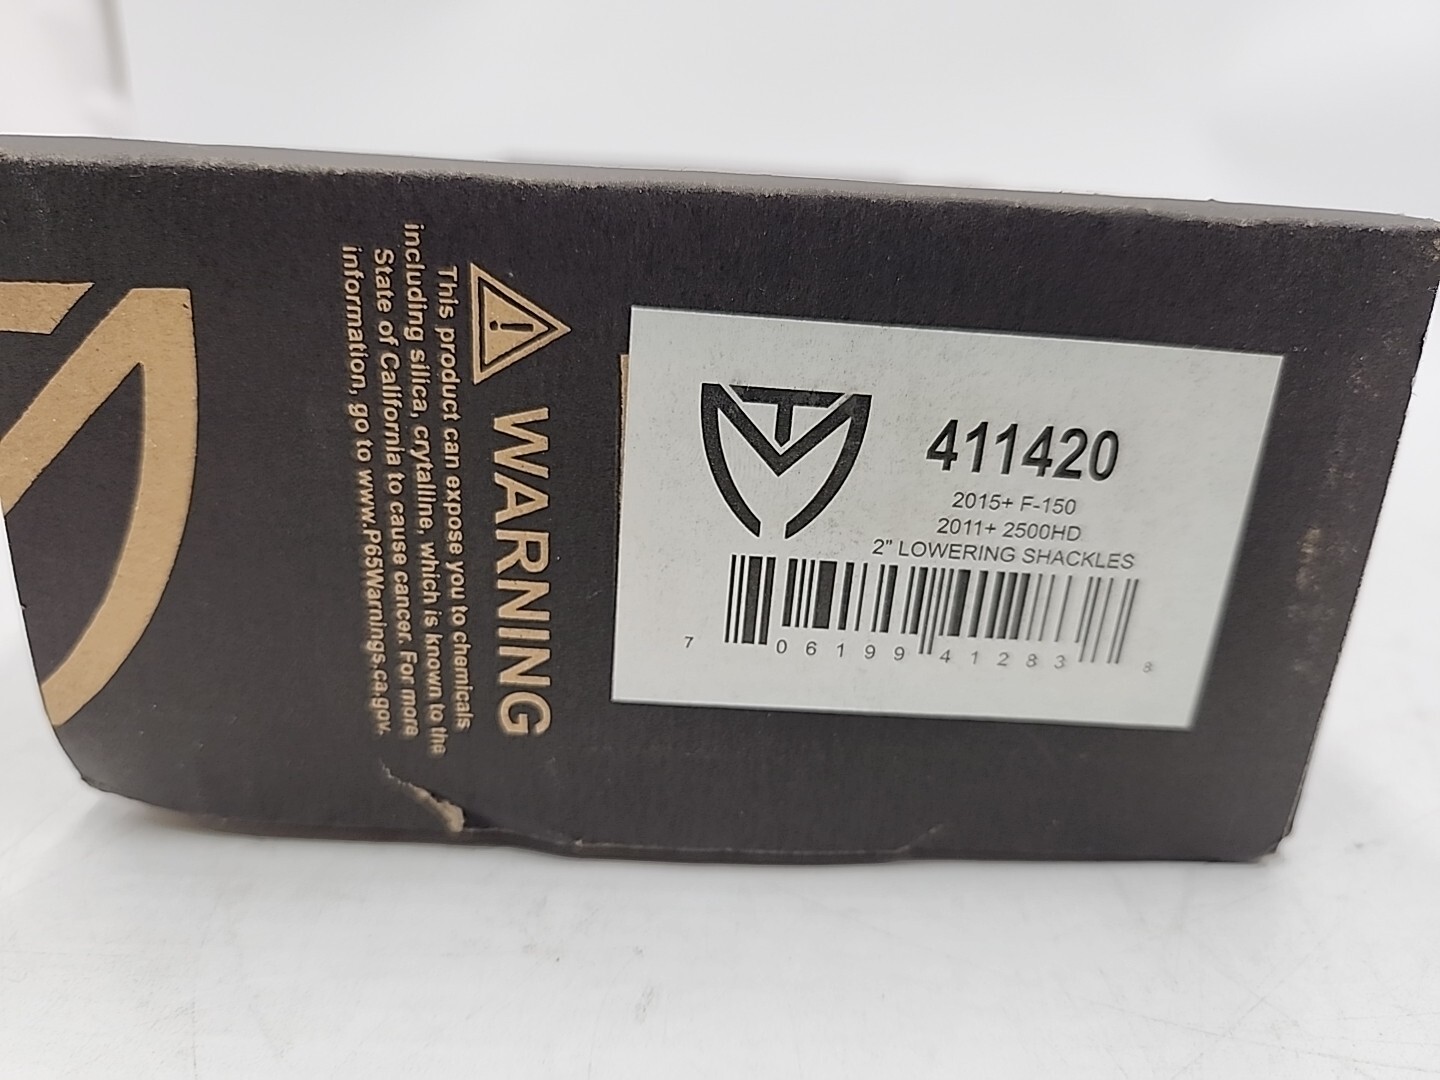 WARNING
This product can expose you to chemicals
including silica, crytalline, which is known to the
State of California to cause cancer. For more
information, go to www.P65Warnings.ca.gov.
411420
2015+ F-150
2011+ 2500HD
2" LOWERING SHACKLES
7 06199 41283 8